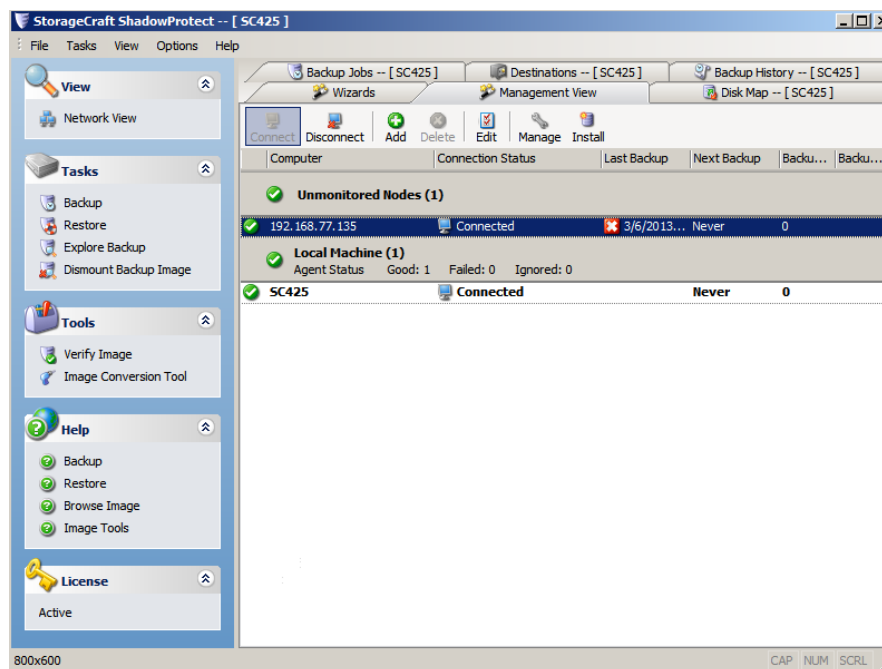 StorageCraft ShadowProtect -- [ SC425 ]
File Tasks View Options Help
View
Network View
Tasks
Backup
Restore
Explore Backup
Dismount Backup Image
Tools
Verify Image
Image Conversion Tool
Help
Backup
Restore
Browse Image
Image Tools
License
Active
Backup Jobs -- [ SC425 ] Destinations -- [ SC425 ] Backup History -- [ SC425 ]
Wizards Management View Disk Map -- [ SC425 ]
Connect Disconnect Add Delete Edit Manage Install
Computer Connection Status Last Backup Next Backup Backu... Backu...
Unmonitored Nodes (1)
192.168.77.135 Connected 3/6/2013... Never 0
Local Machine (1)
Agent Status Good: 1 Failed: 0 Ignored: 0
SC425 Connected Never 0
800x600 CAP NUM SCRL